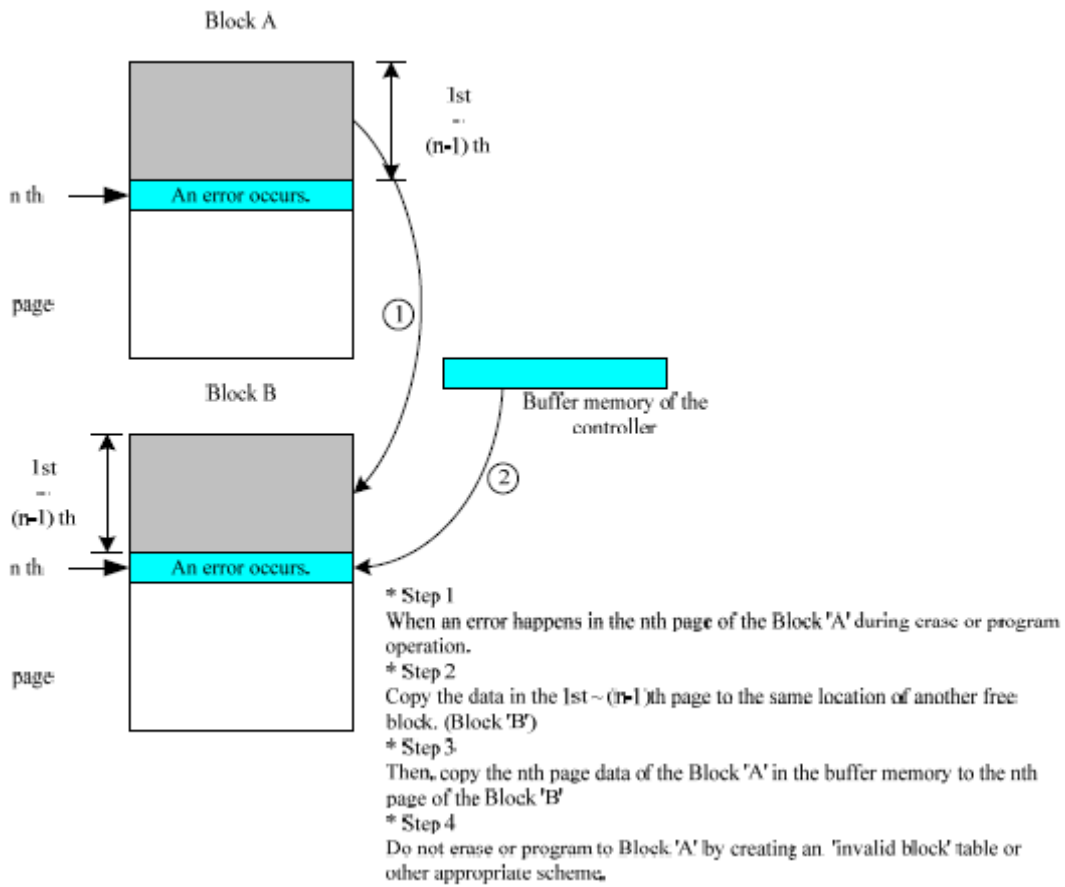 Block A
1st
~
(n-1) th
n th
An error occurs.
page
1
Block B
Buffer memory of the
controller
1st
~
(n-1) th
2
n th
An error occurs.
page
* Step 1
When an error happens in the nth page of the Block 'A' during erase or program
operation.
* Step 2
Copy the data in the 1st ~ (n-1)th page to the same location of another free
block. (Block 'B')
* Step 3
Then, copy the nth page data of the Block 'A' in the buffer memory to the nth
page of the Block 'B'
* Step 4
Do not erase or program to Block 'A' by creating an 'invalid block' table or
other appropriate scheme.